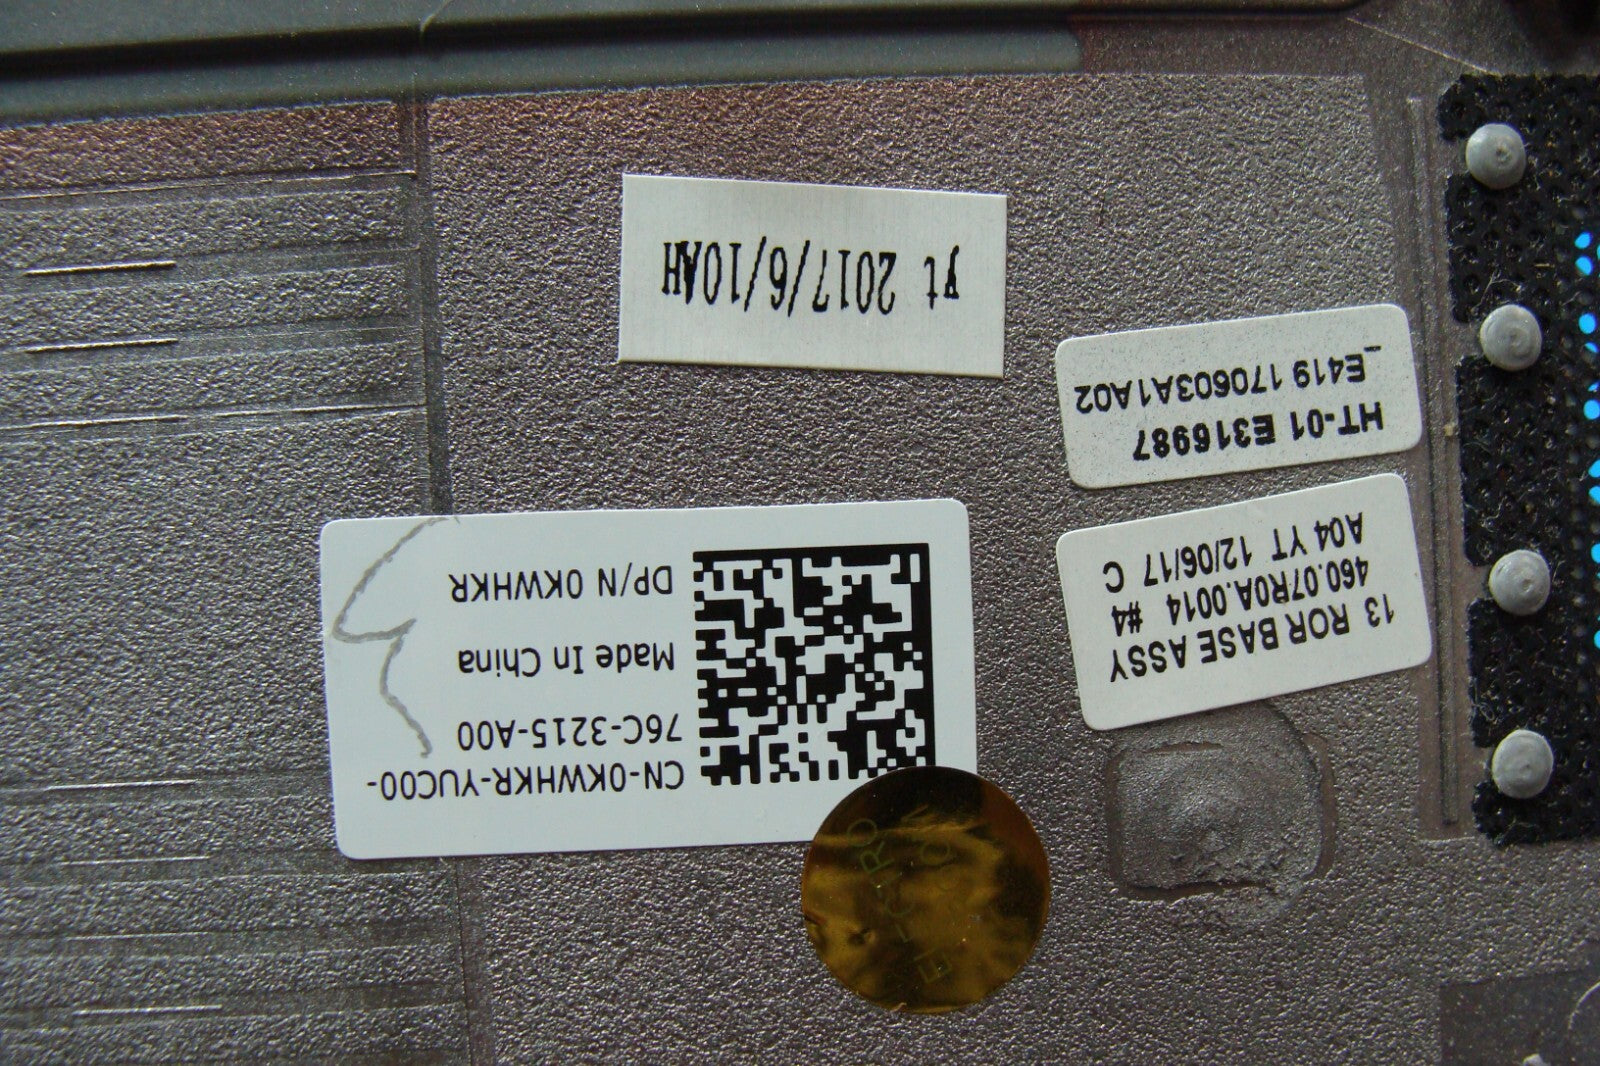 13 ROR BASE ASSY
460.07R0A.0014 #4
A04 YT 12/06/17 C
CN-0KWHKR-YUC00-
76C-3215-A00
Made In China
DP/N 0KWHKR
HT-01 E316987
_E419 170603A1A02
yt 2017/6/10AH